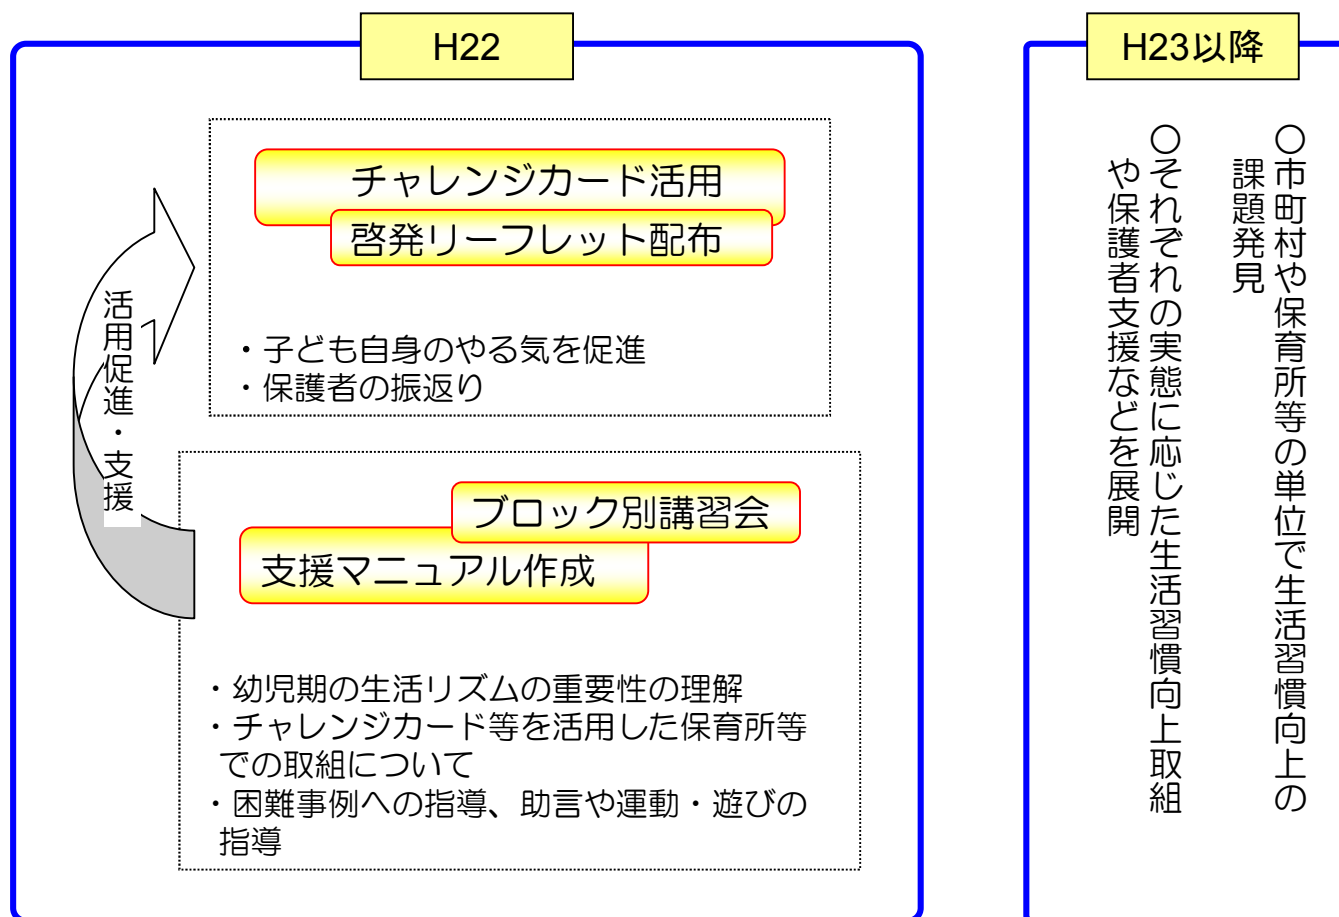 H22
チャレンジカード活用
啓発リーフレット配布
・子ども自身のやる気を促進
・保護者の振返り
活用促進・支援
ブロック別講習会
支援マニュアル作成
・幼児期の生活リズムの重要性の理解
・チャレンジカード等を活用した保育所等
での取組について
・困難事例への指導、助言や運動・遊びの
指導
H23以降
○市町村や保育所等の単位で生活習慣向上の
課題発見
○それぞれの実態に応じた生活習慣向上取組
や保護者支援などを展開